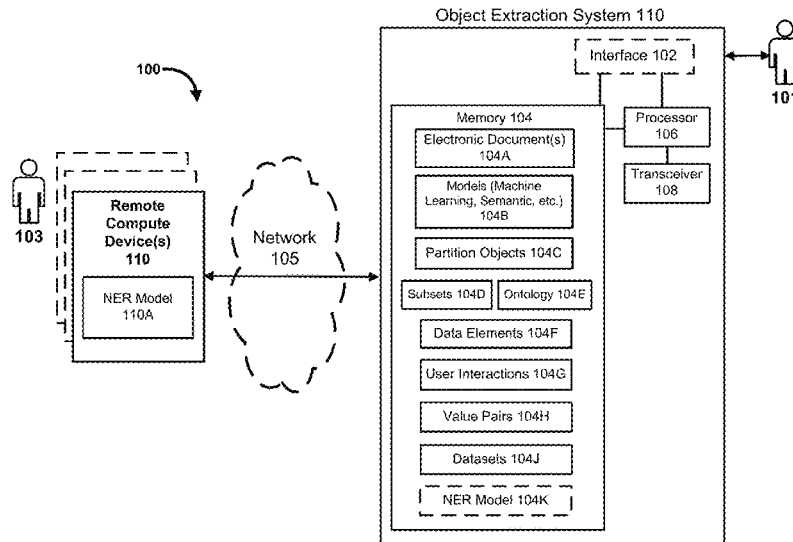 Object Extraction System 110
Interface 102
100
101
Memory 104
Processor
106
Electronic Document(s)
104A
Transceiver
108
Models (Machine
Learning, Semantic, etc.)
104B
103
Remote
Compute
Device(s)
110
Network
105
Partition Objects 104C
NER Model
110A
Subsets 104D
Ontology 104E
Data Elements 104F
User Interactions 104G
Value Pairs 104H
Datasets 104J
NER Model 104K